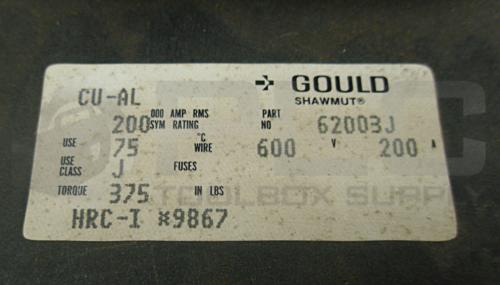 CU-AL GOULD
SHAWMUT®
200 000 AMP RMS SYM RATING PART NO 62003J
USE 75 °C WIRE 600 V 200 A
USE CLASS J FUSES
TORQUE 375 IN LBS
HRC-I *9867
TOOLBOX SUPPLY